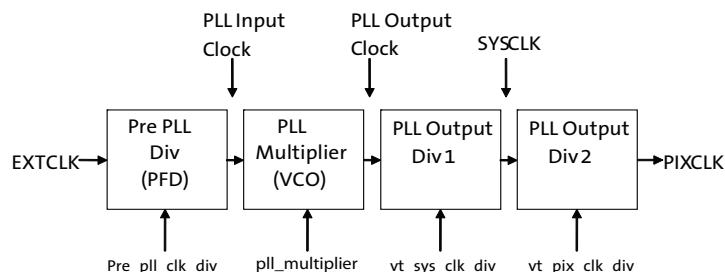 PLL Input
Clock
PLL Output
Clock
SYSCLK
EXTCLK
Pre PLL
Div
(PFD)
PLL
Multiplier
(VCO)
PLL Output
Div 1
PLL Output
Div 2
PIXCLK
Pre_pll_clk_div
pll_multiplier
vt_sys_clk_div
vt_pix_clk_div